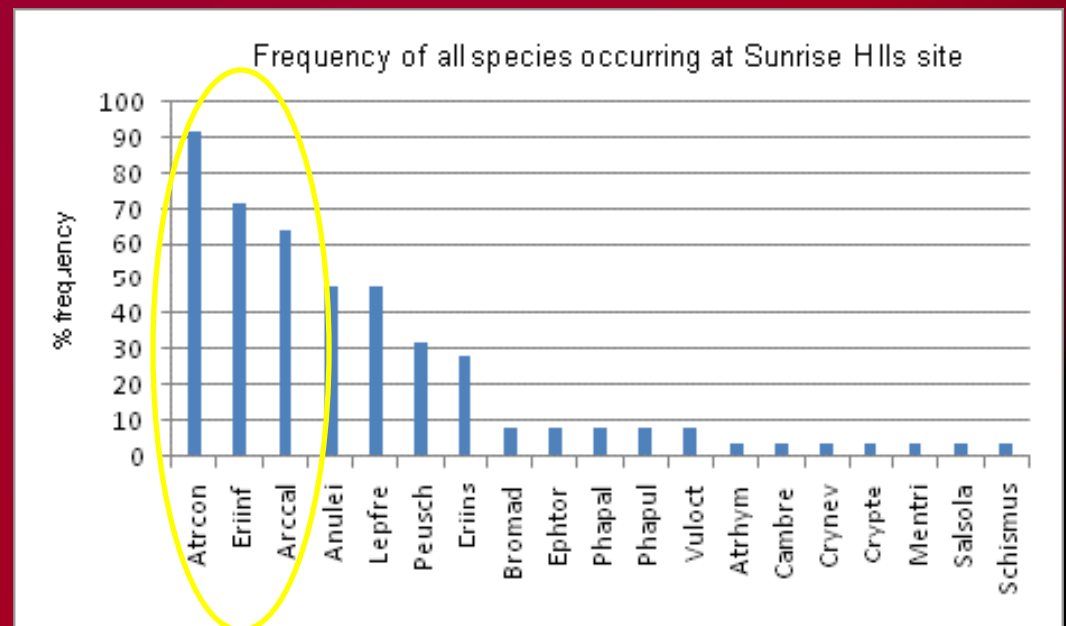 Frequency of all species occurring at Sunrise HIlls site
100
90
80
70
60
50
40
30
20
10
0
% frequency
Atrcon
Eriinf
Arccal
Anulei
Lepfre
Peusch
Eriins
Bromad
Ephtor
Phapal
Phapul
Vuloct
Atrhym
Cambre
Crynev
Crypte
Mentri
Salsola
Schismus